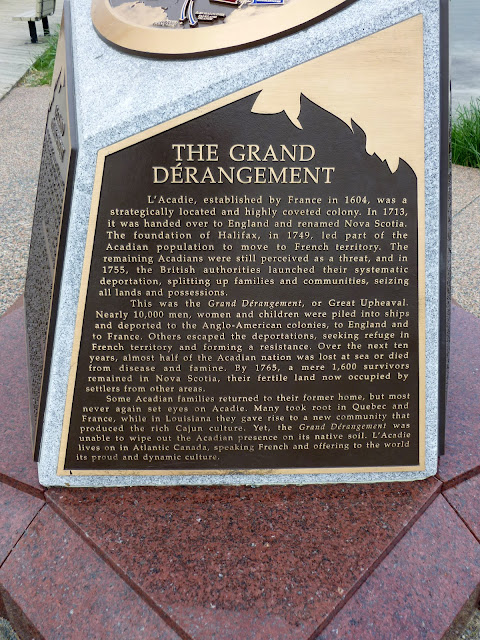 THE GRAND
DÉRANGEMENT
L'Acadie, established by France in 1604, was a
strategically located and highly coveted colony. In 1713,
it was handed over to England and renamed Nova Scotia.
The foundation of Halifax, in 1749, led part of the
Acadian population to move to French territory. The
remaining Acadians were still perceived as a threat, and in
1755, the British authorities launched their systematic
deportation, splitting up families and communities, seizing
all lands and possessions.
This was the Grand Dérangement, or Great Upheaval.
Nearly 10,000 men, women and children were piled into ships
and deported to the Anglo-American colonies, to England and
to France. Others escaped the deportations, seeking refuge in
French territory and forming a resistance. Over the next ten
years, almost half of the Acadian nation was lost at sea or died
from disease and famine. By 1765, a mere 1,600 survivors
remained in Nova Scotia, their fertile land now occupied by
settlers from other areas.
Some Acadian families returned to their former home, but most
never again set eyes on Acadie. Many took root in Quebec and
France, while in Louisiana they gave rise to a new community that
produced the rich Cajun culture. Yet, the Grand Dérangement was
unable to wipe out the Acadian presence on its native soil. L'Acadie
lives on in Atlantic Canada, speaking French and offering to the world
its proud and dynamic culture.